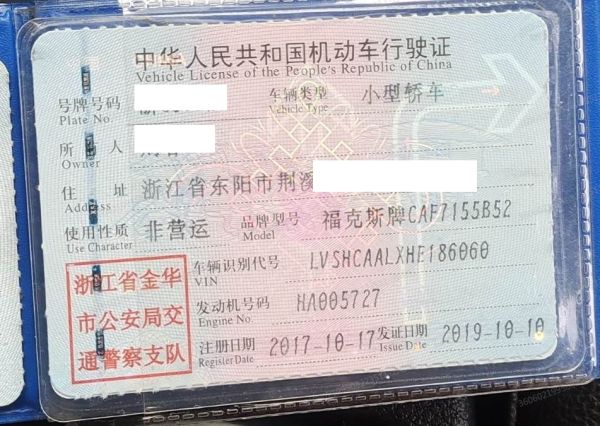 中华人民共和国机动车行驶证
Vehicle License of the People's Republic of China
号牌号码 车辆类型 小型轿车
Plate No. Vehicle Type
所 人
Owner
住 址 浙江省东阳市荆溪
Address
使用性质 非营运 品牌型号 福克斯牌CAF7155B52
Use Character Model
浙江省金华
市公安局交
通警察支队
车辆识别代号 LVSHCAALXHE186060
VIN
发动机号码 HA005727
Engine No.
注册日期 2017-10-17 发证日期 2019-10-10
Register Date Issue Date